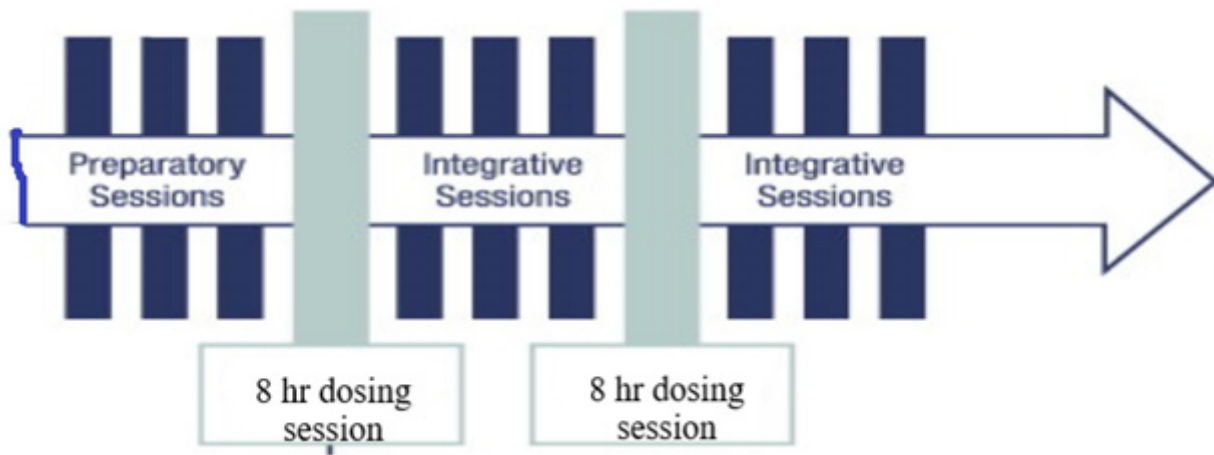 Preparatory
Sessions
Integrative
Sessions
Integrative
Sessions
8 hr dosing
session
8 hr dosing
session